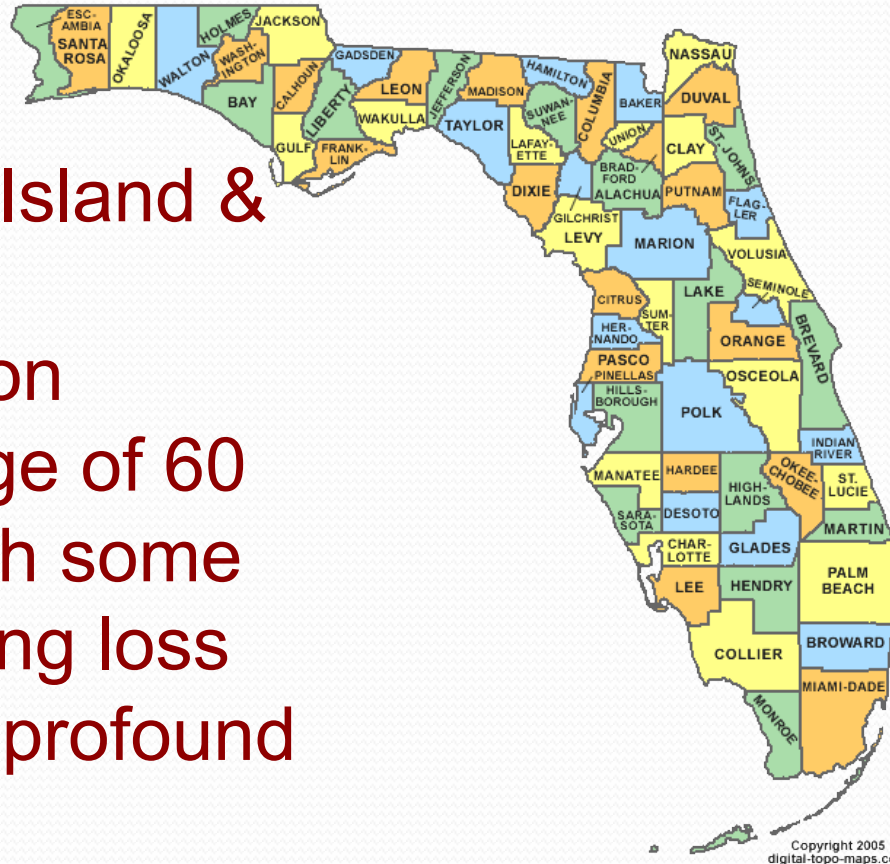 Island &
on
ge of 60
h some
ng loss
profound
ESC-
AMBIA
SANTA
ROSA
OKALOOSA
WALTON
HOLMES
WASH-
INGTON
JACKSON
BAY
CALHOUN
GULF
LIBERTY
GADSDEN
FRANK-
LIN
LEON
WAKULLA
JEFFERSON
MADISON
TAYLOR
HAMILTON
SUWAN-
NEE
LAFAY-
ETTE
DIXIE
COLUMBIA
BAKER
NASSAU
DUVAL
UNION
BRAD-
FORD
CLAY
ST. JOHNS
ALACHUA
PUTNAM
FLAG-
LER
GILCHRIST
LEVY
MARION
VOLUSIA
CITRUS
SUM-
TER
LAKE
SEMINOLE
HER-
NANDO
ORANGE
BREVARD
PASCO
PINELLAS
HILLS-
BOROUGH
POLK
OSCEOLA
INDIAN
RIVER
MANATEE
HARDEE
HIGH-
LANDS
OKEE-
CHOBEE
ST.
LUCIE
SARA-
SOTA
DESOTO
MARTIN
CHAR-
LOTTE
GLADES
LEE
HENDRY
PALM
BEACH
COLLIER
BROWARD
MIAMI-DADE
MONROE
Copyright 2005
digital-topo-maps.c